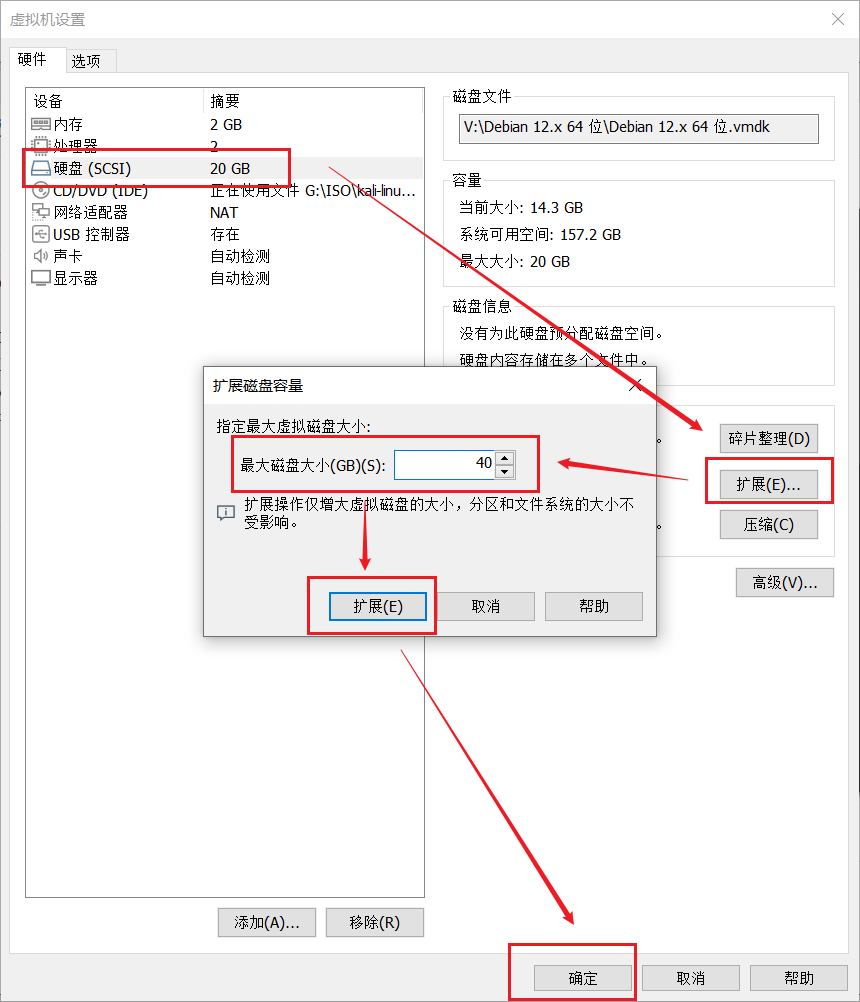 虚拟机设置
硬件 选项
设备 摘要
内存 2 GB
处理器 2
硬盘 (SCSI) 20 GB
CD/DVD (IDE) 正在使用文件 G:\ISO\kali-linu...
网络适配器 NAT
USB 控制器 存在
声卡 自动检测
显示器 自动检测
磁盘文件
V:\Debian 12.x 64 位\Debian 12.x 64 位.vmdk
容量
当前大小: 14.3 GB
系统可用空间: 157.2 GB
最大大小: 20 GB
磁盘信息
没有为此硬盘预分配磁盘空间。
硬盘内容存储在多个文件中。
碎片整理(D)
扩展(E)...
压缩(C)
高级(V)...
扩展磁盘容量
指定最大虚拟磁盘大小:
最大磁盘大小(GB)(S): 40
扩展操作仅增大虚拟磁盘的大小，分区和文件系统的大小不
受影响。
扩展(E) 取消 帮助
添加(A)... 移除(R)
确定 取消 帮助